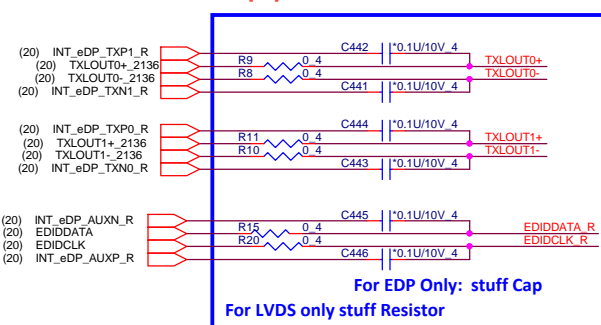 (20) INT_eDP_TXP1_R C442 *0.1U/10V_4
(20) TXLOUT0+_2136 R9 0_4 TXLOUT0+
(20) TXLOUT0-_2136 R8 0_4 TXLOUT0-
(20) INT_eDP_TXN1_R C441 *0.1U/10V_4
(20) INT_eDP_TXP0_R C444 *0.1U/10V_4
(20) TXLOUT1+_2136 R11 0_4 TXLOUT1+
(20) TXLOUT1-_2136 R10 0_4 TXLOUT1-
(20) INT_eDP_TXN0_R C443 *0.1U/10V_4
(20) INT_eDP_AUXN_R C445 *0.1U/10V_4
(20) EDIDDATA R15 0_4 EDIDDATA_R
(20) EDIDCLK R20 0_4 EDIDCLK_R
(20) INT_eDP_AUXP_R C446 *0.1U/10V_4
For EDP Only: stuff Cap
For LVDS only stuff Resistor